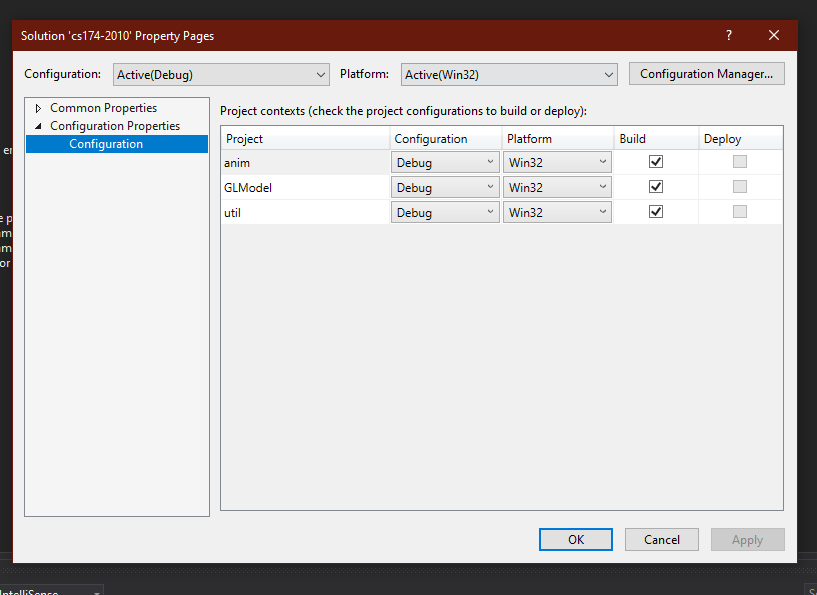 Solution 'cs174-2010' Property Pages
?
Configuration: Active(Debug) Platform: Active(Win32) Configuration Manager...
Common Properties
Configuration Properties
Configuration
Project contexts (check the project configurations to build or deploy):
Project Configuration Platform Build Deploy
anim Debug Win32
GLModel Debug Win32
util Debug Win32
OK Cancel Apply
IntelliSense